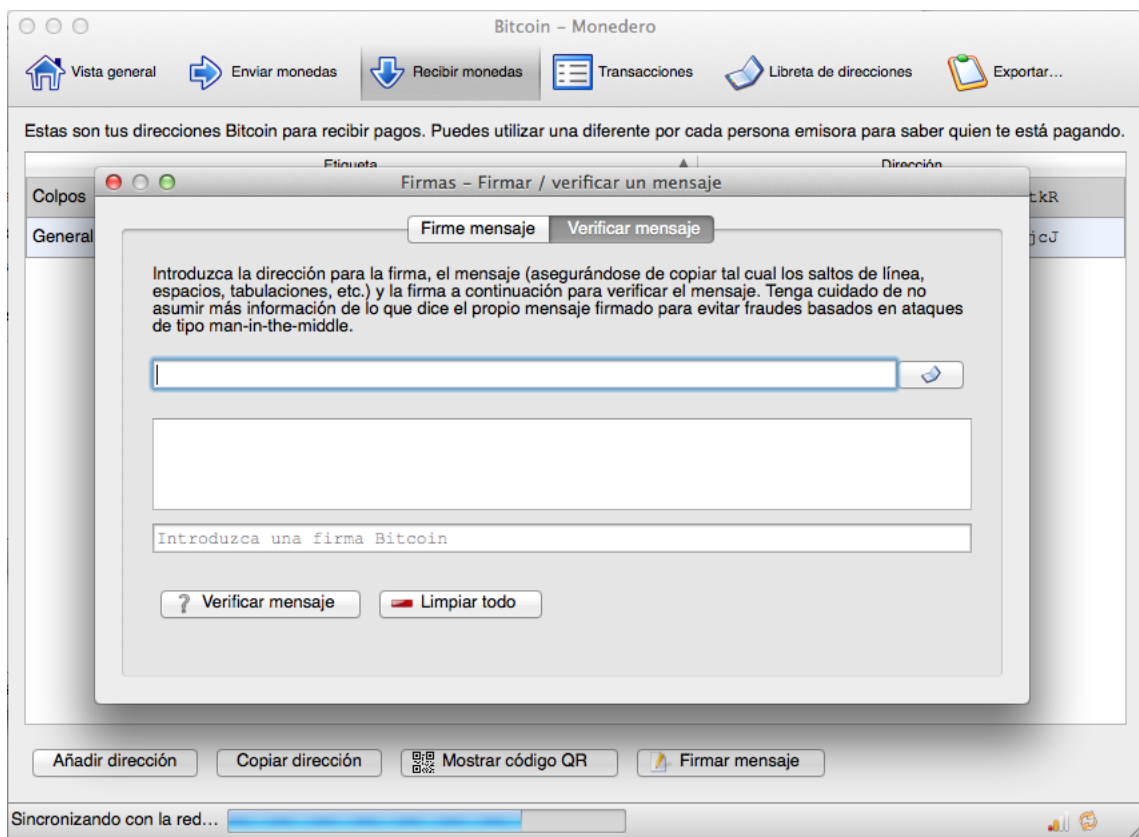 Bitcoin – Monedero
Vista general
Enviar monedas
Recibir monedas
Transacciones
Libreta de direcciones
Exportar...
Estas son tus direcciones Bitcoin para recibir pagos. Puedes utilizar una diferente por cada persona emisora para saber quien te está pagando.
Etiqueta
Dirección
Colpos
tkR
General
jcJ
Firmas – Firmar / verificar un mensaje
Firme mensaje
Verificar mensaje
Introduzca la dirección para la firma, el mensaje (asegurándose de copiar tal cual los saltos de línea,
espacios, tabulaciones, etc.) y la firma a continuación para verificar el mensaje. Tenga cuidado de no
asumir más información de lo que dice el propio mensaje firmado para evitar fraudes basados en ataques
de tipo man-in-the-middle.
Introduzca una firma Bitcoin
Verificar mensaje
Limpiar todo
Añadir dirección
Copiar dirección
Mostrar código QR
Firmar mensaje
Sincronizando con la red...